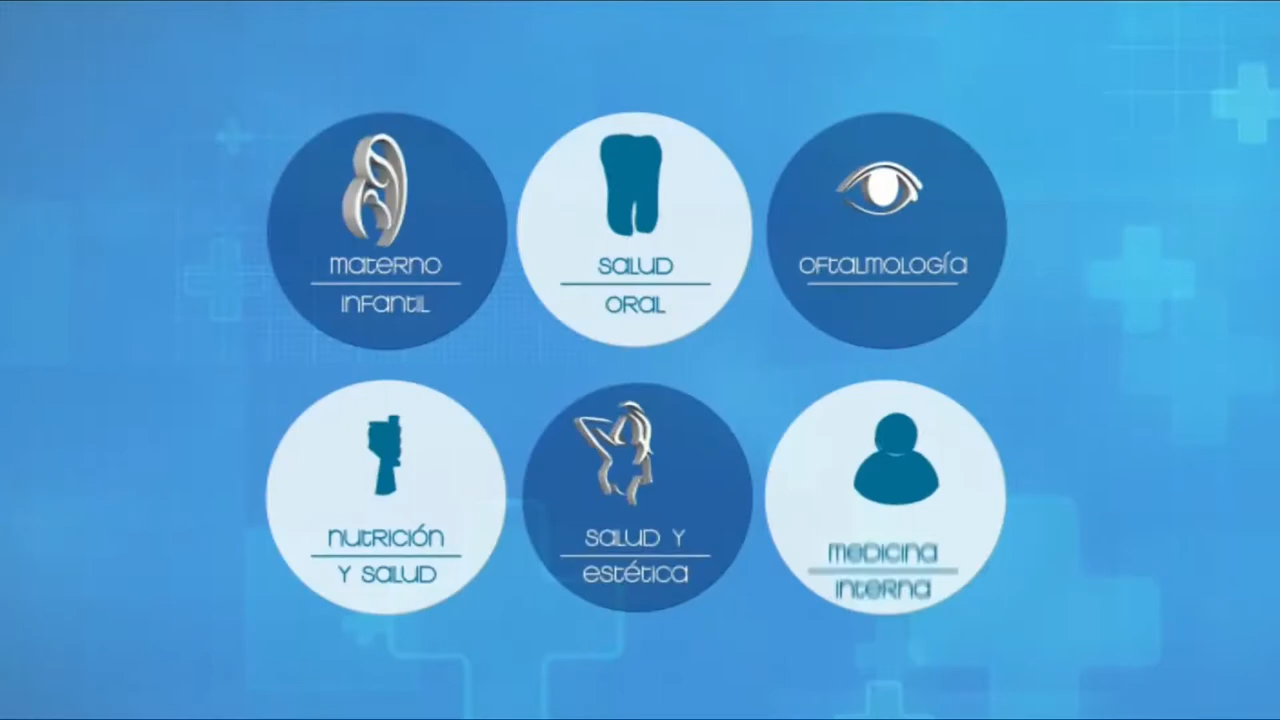 materno
infantil
salud
oral
oftalmología
nutrición
y salud
salud y
estética
medicina
interna